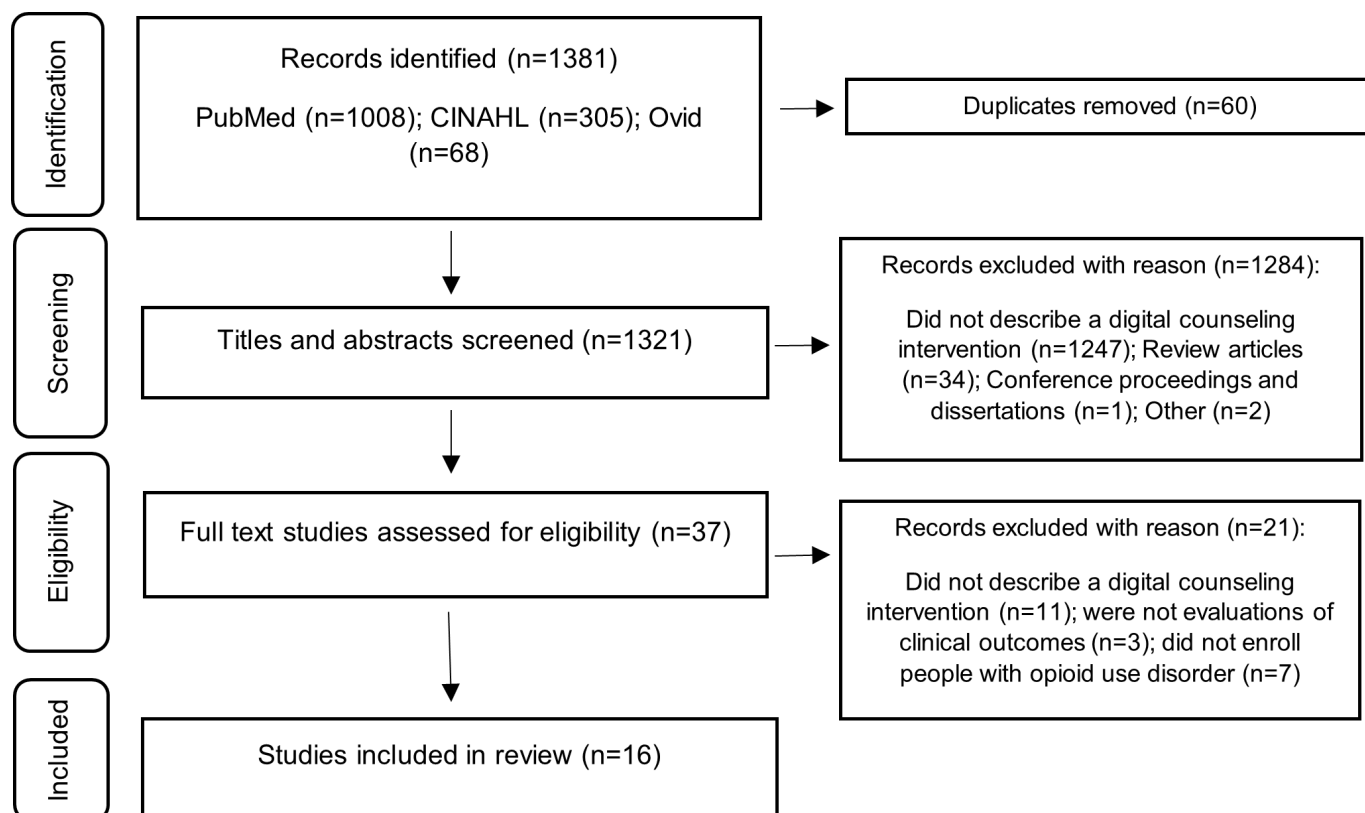 Identification
Records identified (n=1381)
PubMed (n=1008); CINAHL (n=305); Ovid
(n=68)
Duplicates removed (n=60)
Screening
Titles and abstracts screened (n=1321)
Records excluded with reason (n=1284):
Did not describe a digital counseling
intervention (n=1247); Review articles
(n=34); Conference proceedings and
dissertations (n=1); Other (n=2)
Eligibility
Full text studies assessed for eligibility (n=37)
Records excluded with reason (n=21):
Did not describe a digital counseling
intervention (n=11); were not evaluations of
clinical outcomes (n=3); did not enroll
people with opioid use disorder (n=7)
Included
Studies included in review (n=16)